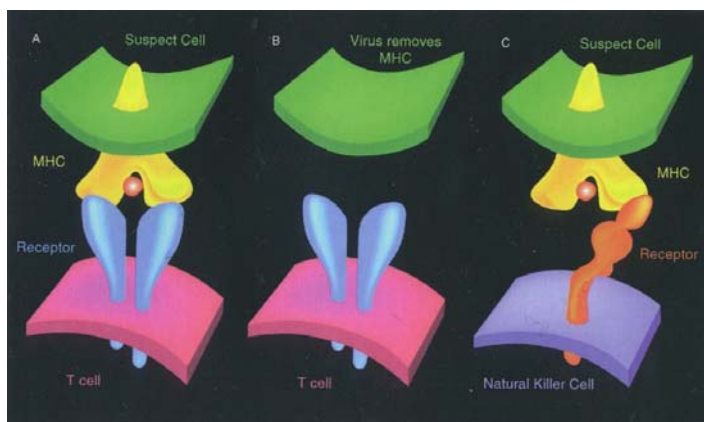 A
Suspect Cell
MHC
Receptor
T cell
B
Virus removes
MHC
T cell
C
Suspect Cell
MHC
Receptor
Natural Killer Cell